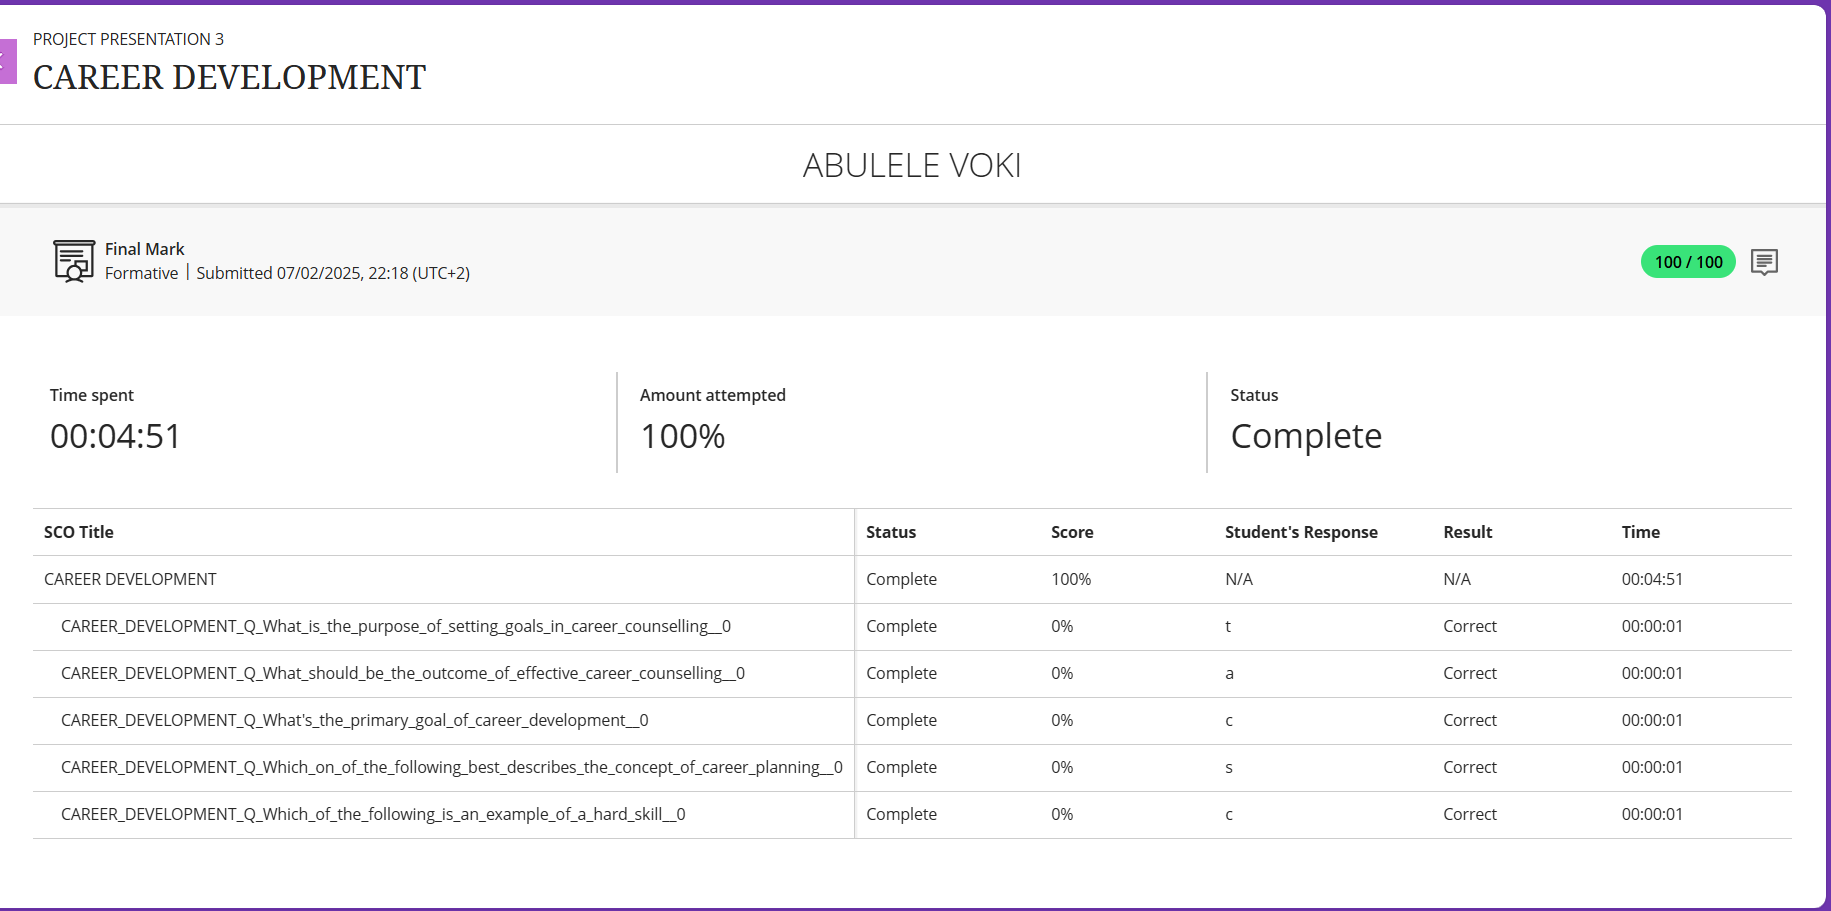 PROJECT PRESENTATION 3
CAREER DEVELOPMENT
ABULELE VOKI
Final Mark
Formative | Submitted 07/02/2025, 22:18 (UTC+2)
100 / 100
Time spent
00:04:51
Amount attempted
100%
Status
Complete
SCO Title Status Score Student's Response Result Time
CAREER DEVELOPMENT Complete 100% N/A N/A 00:04:51
CAREER_DEVELOPMENT_Q_What_is_the_purpose_of_setting_goals_in_career_counselling__0 Complete 0% t Correct 00:00:01
CAREER_DEVELOPMENT_Q_What_should_be_the_outcome_of_effective_career_counselling__0 Complete 0% a Correct 00:00:01
CAREER_DEVELOPMENT_Q_What's_the_primary_goal_of_career_development__0 Complete 0% c Correct 00:00:01
CAREER_DEVELOPMENT_Q_Which_on_of_the_following_best_describes_the_concept_of_career_planning__0 Complete 0% s Correct 00:00:01
CAREER_DEVELOPMENT_Q_Which_of_the_following_is_an_example_of_a_hard_skill__0 Complete 0% c Correct 00:00:01